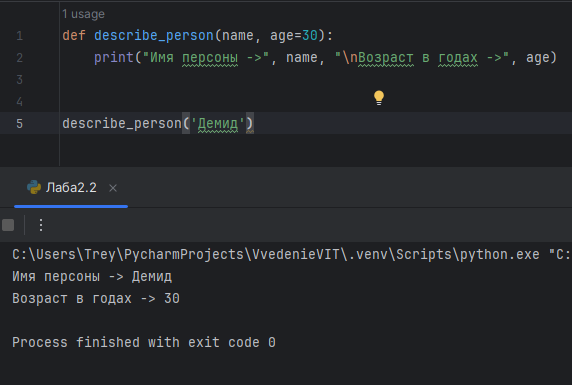 1 usage
1 def describe_person(name, age=30):
2 print("Имя персоны ->", name, "\nВозраст в годах ->", age)
3
4
5 describe_person('Демид')
Лаба2.2 ×
C:\Users\Trey\PycharmProjects\VvedenieVIT\.venv\Scripts\python.exe "C:
Имя персоны -> Демид
Возраст в годах -> 30
Process finished with exit code 0